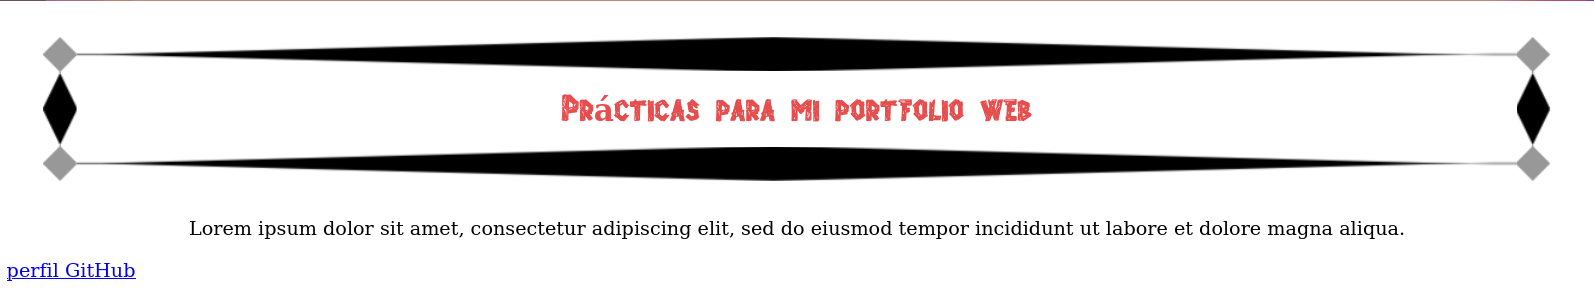 Prácticas para mi portfolio web
Lorem ipsum dolor sit amet, consectetur adipiscing elit, sed do eiusmod tempor incididunt ut labore et dolore magna aliqua.
perfil GitHub